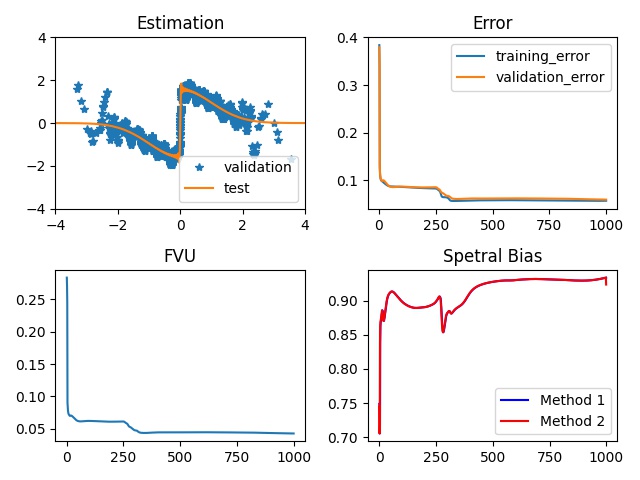 Estimation
4
2
0
−2
−4
−4 −2 0 2 4
validation
test
Error
0.4
0.3
0.2
0.1
0 250 500 750 1000
training_error
validation_error
FVU
0.25
0.20
0.15
0.10
0.05
0 250 500 750 1000
Spetral Bias
0.90
0.85
0.80
0.75
0.70
0 250 500 750 1000
Method 1
Method 2